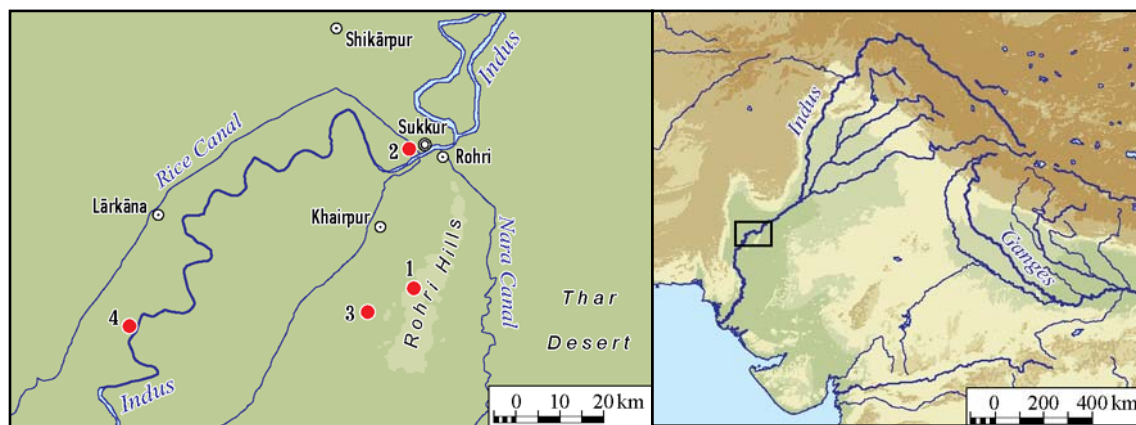 Shikārpur
Indus
Sukkur
2
Rohri
Rice Canal
Lārkāna
Khairpur
Nara Canal
1
Rohri Hills
3
Thar
Desert
4
Indus
0 10 20 km
Indus
Ganges
0 200 400 km